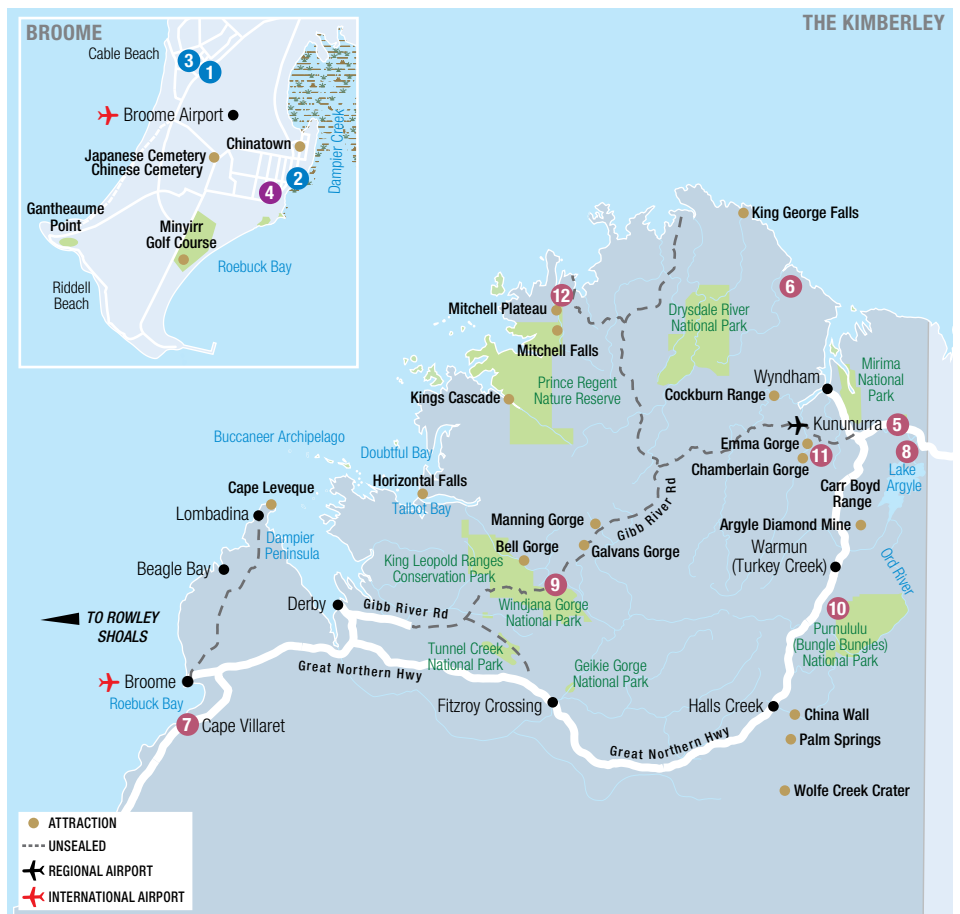 BROOME
THE KIMBERLEY
Cable Beach
3
1
Broome Airport
Chinatown
Japanese Cemetery
Chinese Cemetery
Dampier Creek
2
4
Gantheaume
Point
Minyirr
Golf Course
Roebuck Bay
Riddell
Beach
King George Falls
12
6
Mitchell Plateau
Drysdale River
National Park
Mitchell Falls
Mirima
National
Park
Prince Regent
Nature Reserve
Wyndham
Kings Cascade
Cockburn Range
Kununurra
5
Buccaneer Archipelago
Emma Gorge
8
Doubtful Bay
11
Chamberlain Gorge
Lake
Argyle
Horizontal Falls
Gibb River Rd
Carr Boyd
Range
Cape Leveque
Talbot Bay
Lombadina
Manning Gorge
Argyle Diamond Mine
Dampier
Peninsula
Bell Gorge
Galvans Gorge
Warmun
(Turkey Creek)
King Leopold Ranges
Conservation Park
Ord River
Beagle Bay
9
Derby
Gibb River Rd
Windjana Gorge
National Park
10
TO ROWLEY
SHOALS
Purnululu
(Bungle Bungles)
National Park
Tunnel Creek
National Park
Great Northern Hwy
Geikie Gorge
National Park
Broome
Roebuck Bay
Fitzroy Crossing
Halls Creek
China Wall
7
Cape Villaret
Palm Springs
Great Northern Hwy
Wolfe Creek Crater
ATTRACTION
UNSEALED
REGIONAL AIRPORT
INTERNATIONAL AIRPORT